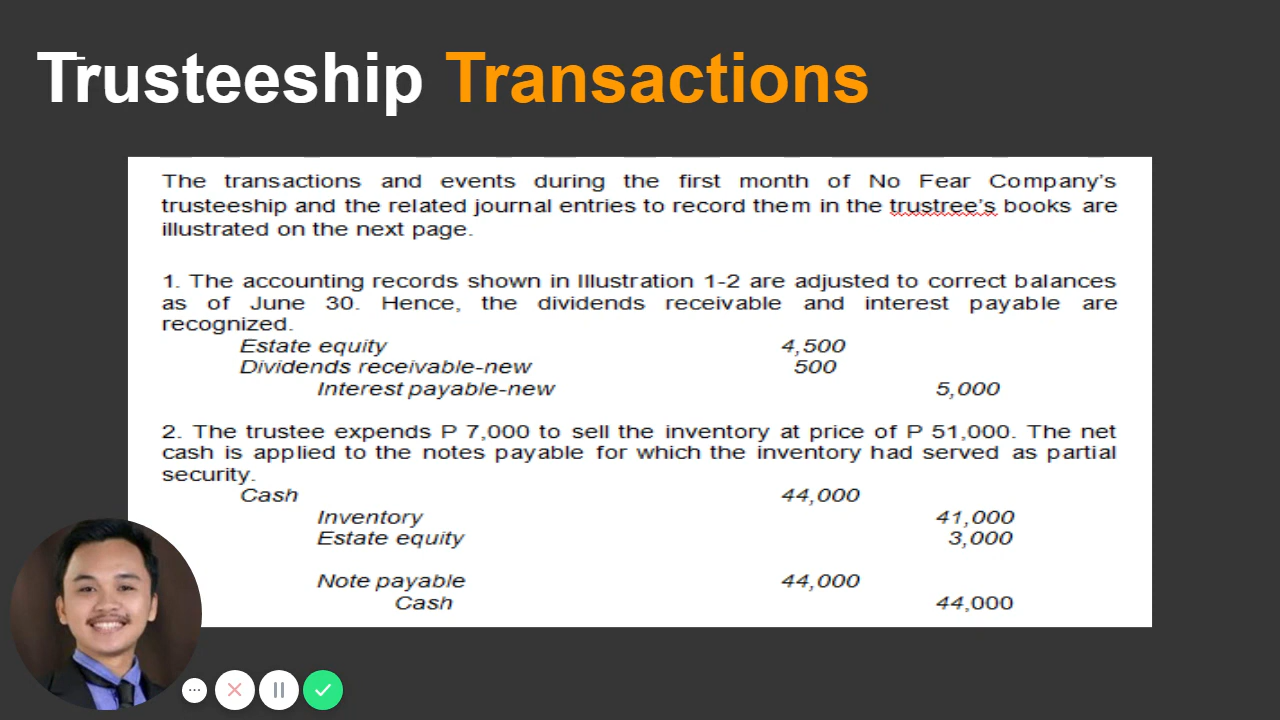 Trusteeship Transactions
The transactions and events during the first month of No Fear Company's
trusteeship and the related journal entries to record them in the trustree's books are
illustrated on the next page.
1. The accounting records shown in Illustration 1-2 are adjusted to correct balances
as of June 30. Hence, the dividends receivable and interest payable are
recognized.
Estate equity 4,500
Dividends receivable-new 500
Interest payable-new 5,000
2. The trustee expends P 7,000 to sell the inventory at price of P 51,000. The net
cash is applied to the notes payable for which the inventory had served as partial
security.
Cash 44,000
Inventory 41,000
Estate equity 3,000
Note payable 44,000
Cash 44,000